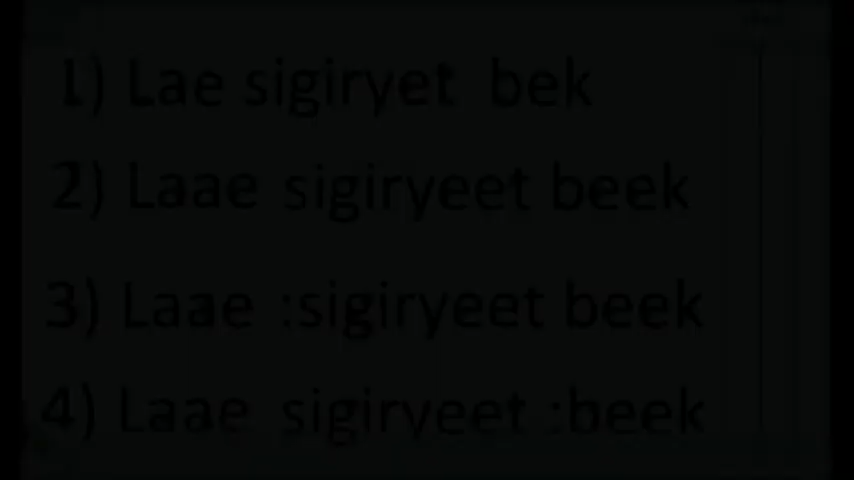 1) Lae sigiryet bek
2) Laae sigiryeet beek
3) Laae :sigiryeet beek
4) Laae sigiryeet :beek